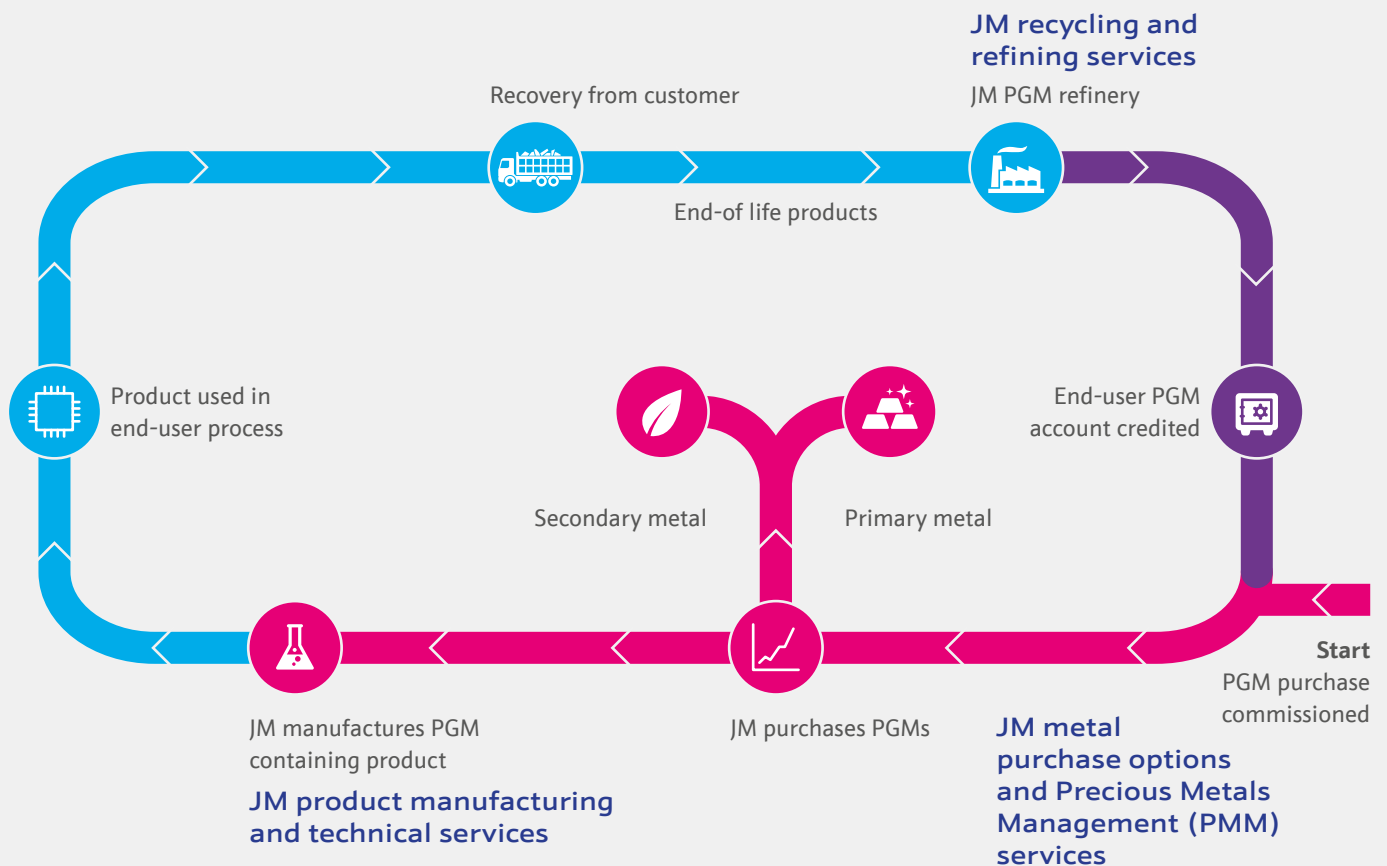 JM recycling and
refining services
Recovery from customer
JM PGM refinery
End-of life products
Product used in
end-user process
End-user PGM
account credited
Secondary metal
Primary metal
Start
PGM purchase
commissioned
JM manufactures PGM
containing product
JM purchases PGMs
JM metal
purchase options
and Precious Metals
Management (PMM)
services
JM product manufacturing
and technical services